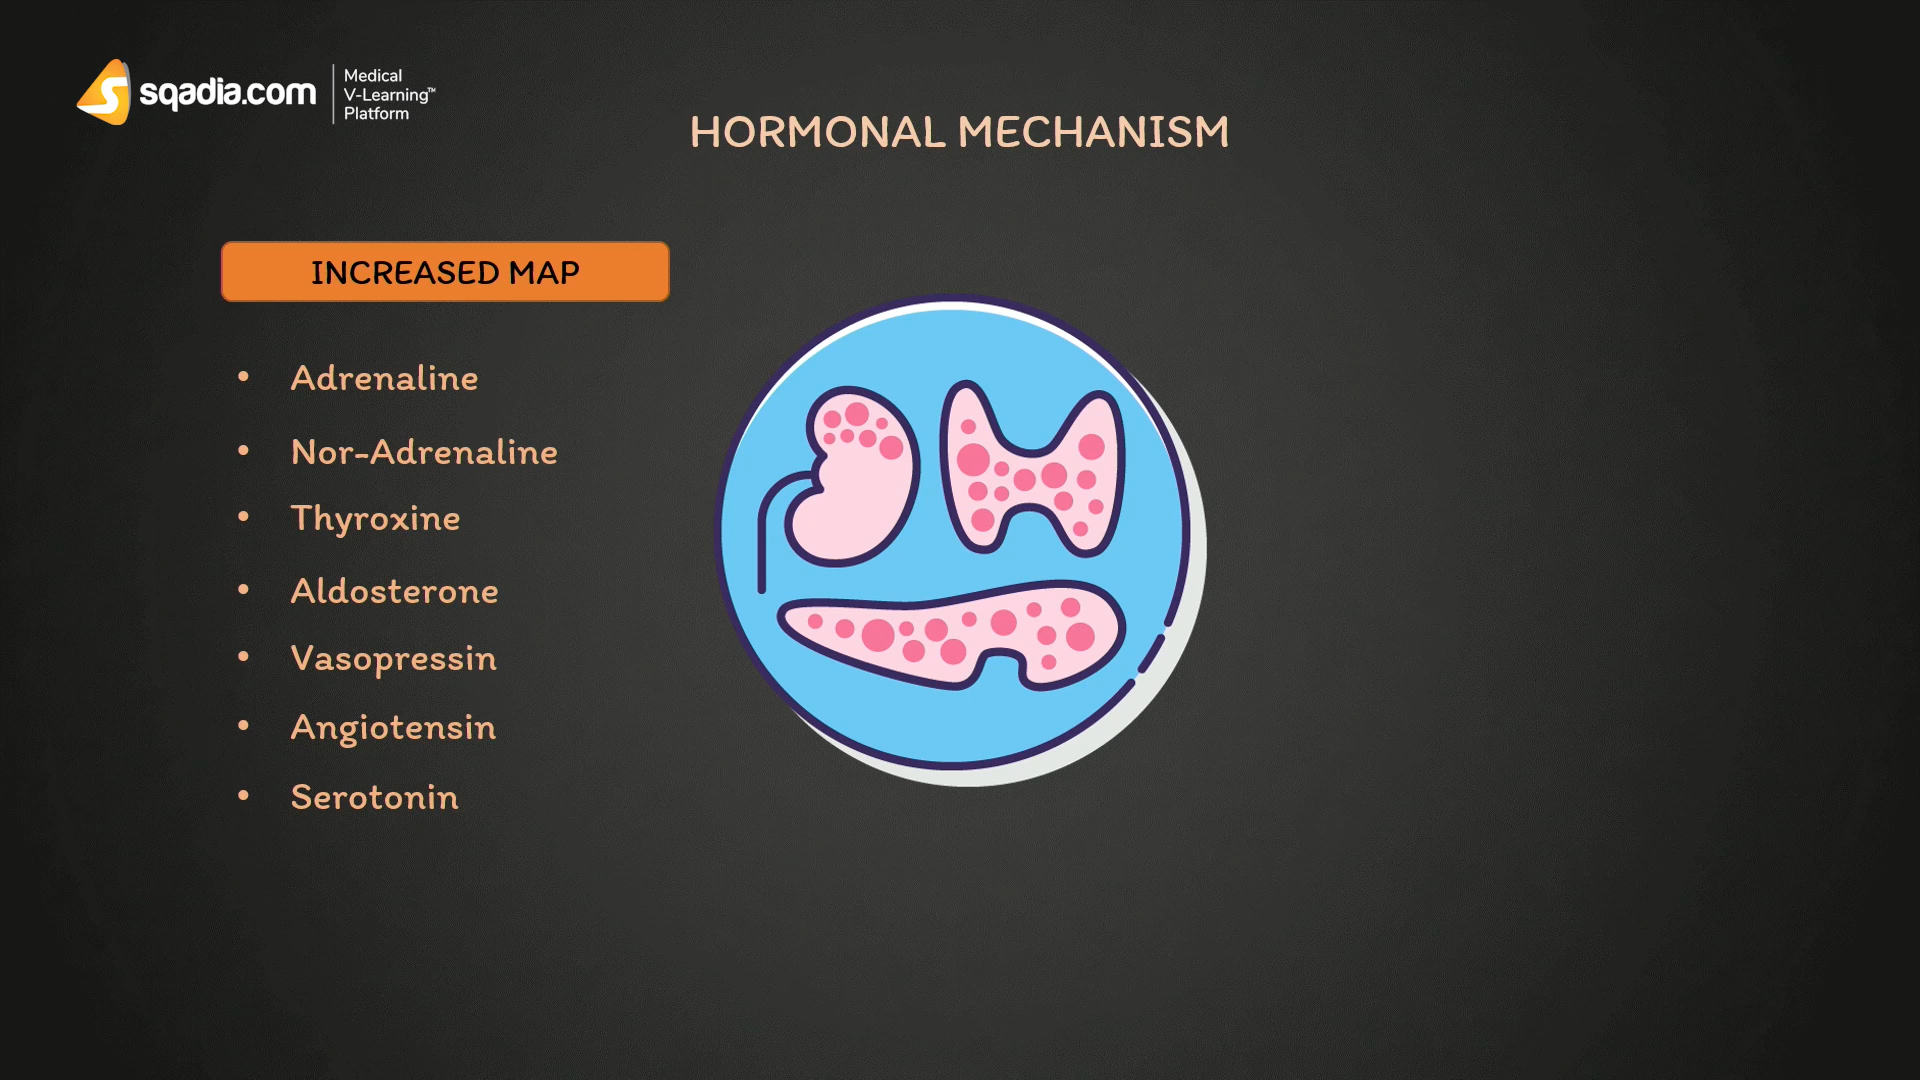 sqadia.com
Medical
V-Learning™
Platform
HORMONAL MECHANISM
INCREASED MAP
• Adrenaline
• Nor-Adrenaline
• Thyroxine
• Aldosterone
• Vasopressin
• Angiotensin
• Serotonin